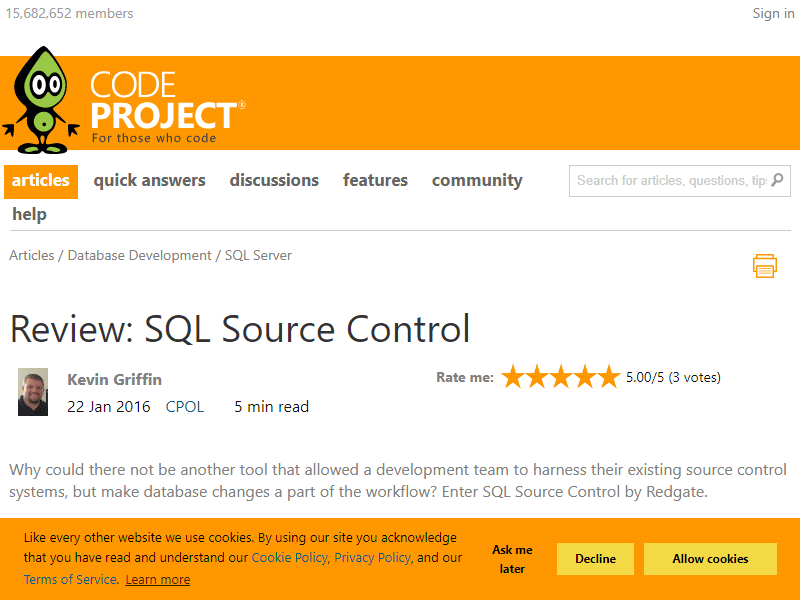 15,682,652 members
Sign in
CODE
PROJECT®
For those who code
articles quick answers discussions features community
Search for articles, questions, tips
help
Articles / Database Development / SQL Server
Review: SQL Source Control
Kevin Griffin
Rate me: 5.00/5 (3 votes)
22 Jan 2016 CPOL 5 min read
Why could there not be another tool that allowed a development team to harness their existing source control
systems, but make database changes a part of the workflow? Enter SQL Source Control by Redgate.
Like every other website we use cookies. By using our site you acknowledge
that you have read and understand our Cookie Policy, Privacy Policy, and our
Terms of Service. Learn more
Ask me
later
Decline
Allow cookies